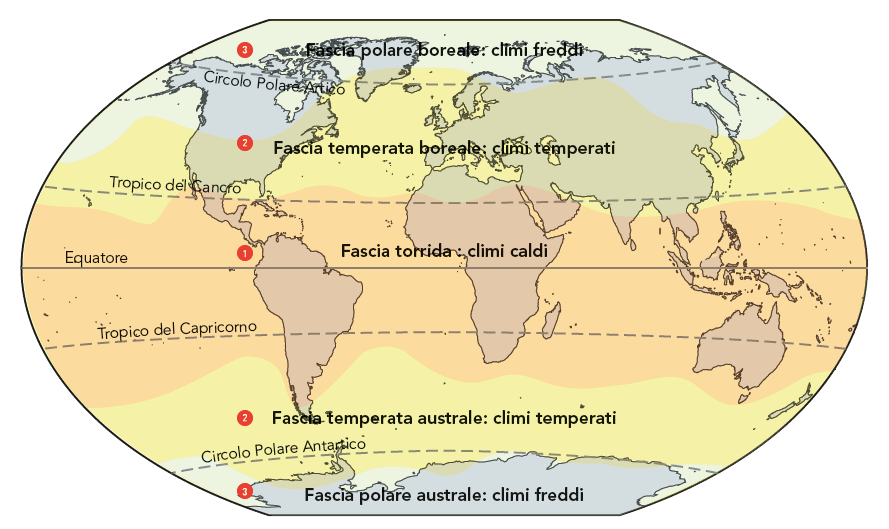 3 Fascia polare boreale: climi freddi
Circolo Polare Artico
2 Fascia temperata boreale: climi temperati
Tropico del Cancro
1 Fascia torrida : climi caldi
Equatore
Tropico del Capricorno
2 Fascia temperata australe: climi temperati
Circolo Polare Antartico
3 Fascia polare australe: climi freddi